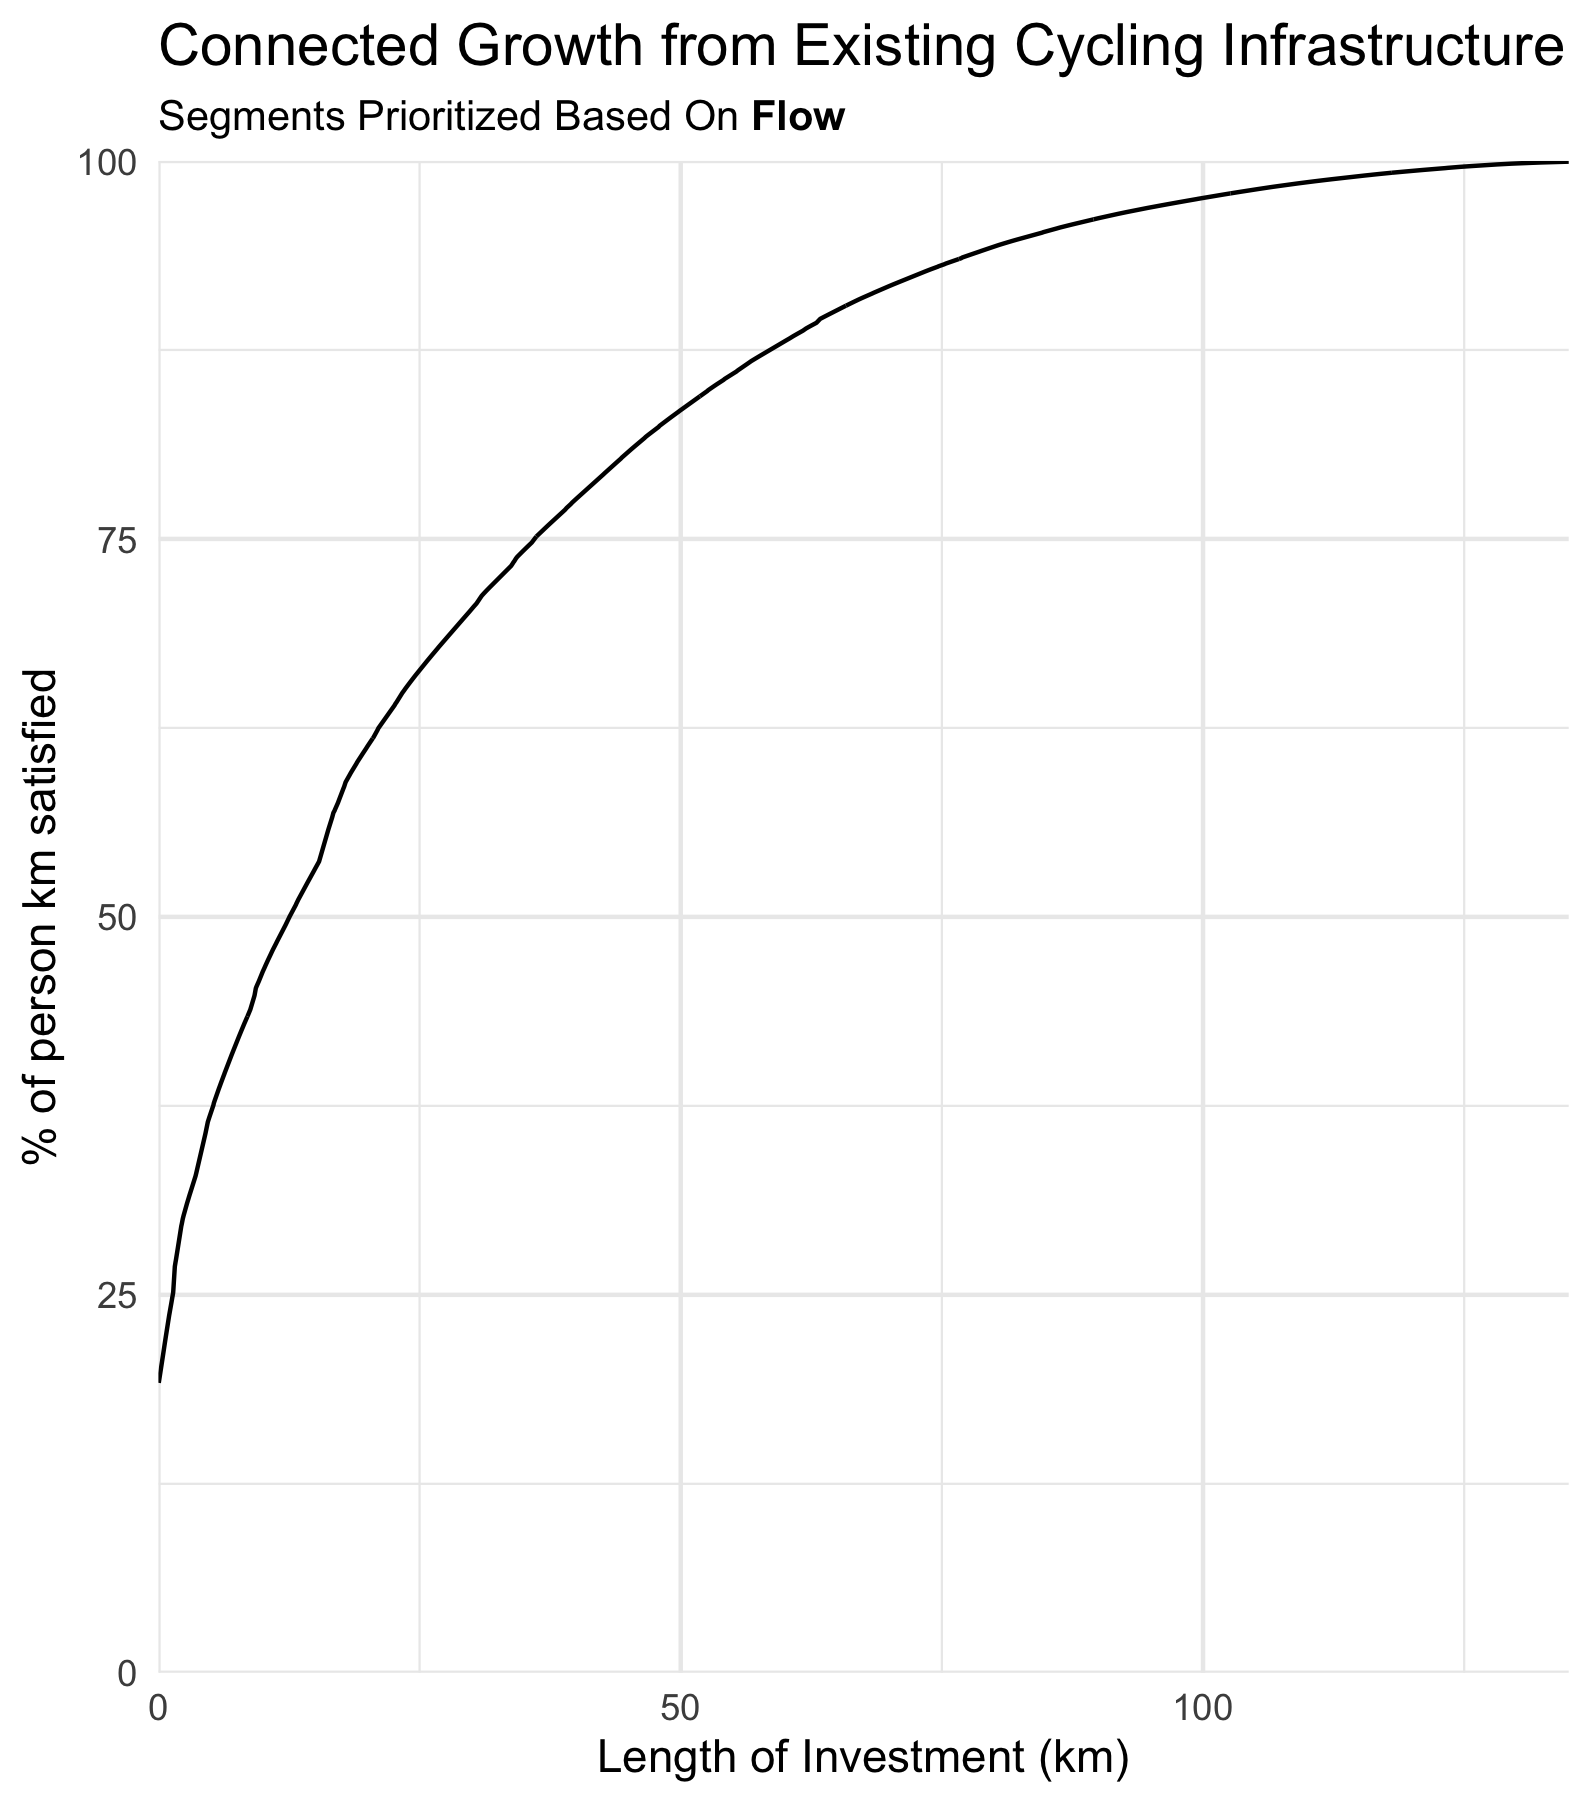 Connected Growth from Existing Cycling Infrastructure
Segments Prioritized Based On Flow
100
75
50
25
0
% of person km satisfied
0 50 100
Length of Investment (km)